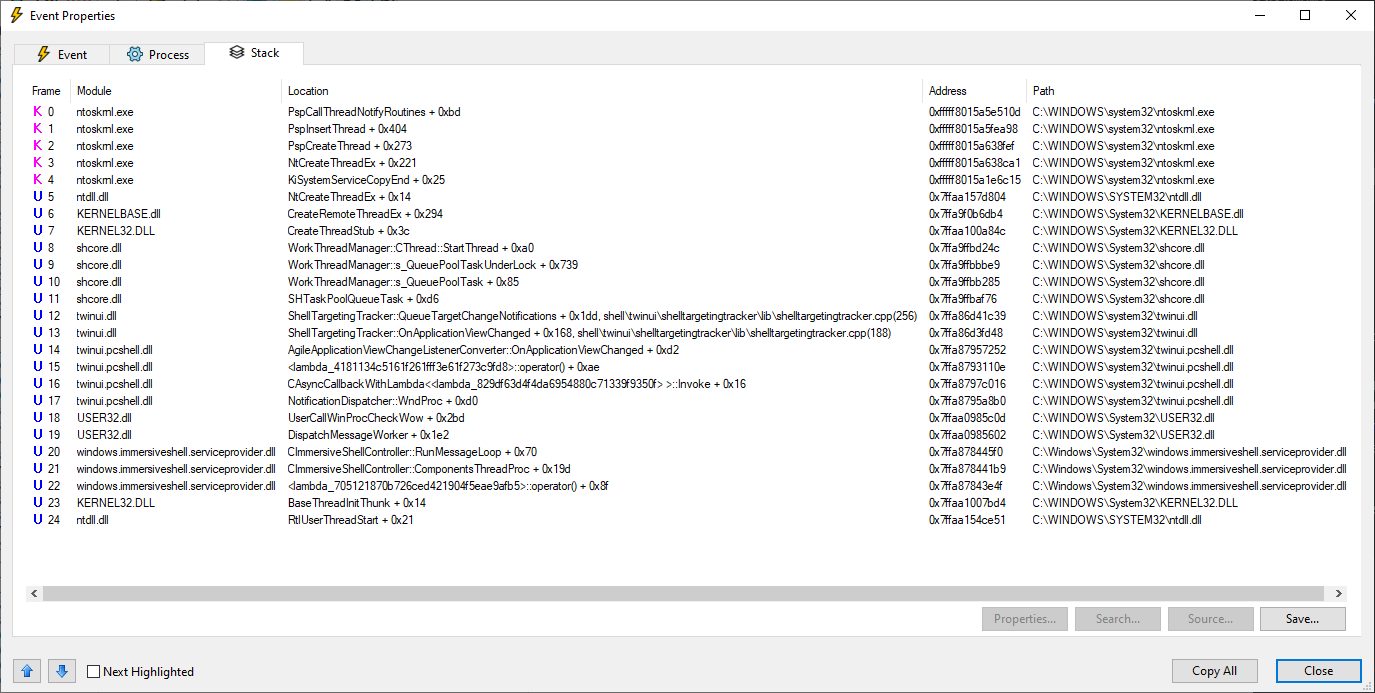 Event Properties
Event Process Stack
Frame Module Location Address Path
K 0 ntoskrnl.exe PspCallThreadNotifyRoutines + 0xbd 0xfffff8015a5e510d C:\WINDOWS\system32\ntoskrnl.exe
K 1 ntoskrnl.exe PspInsertThread + 0x404 0xfffff8015a5fea98 C:\WINDOWS\system32\ntoskrnl.exe
K 2 ntoskrnl.exe PspCreateThread + 0x273 0xfffff8015a638fef C:\WINDOWS\system32\ntoskrnl.exe
K 3 ntoskrnl.exe NtCreateThreadEx + 0x221 0xfffff8015a638ca1 C:\WINDOWS\system32\ntoskrnl.exe
K 4 ntoskrnl.exe KiSystemServiceCopyEnd + 0x25 0xfffff8015a1e6c15 C:\WINDOWS\system32\ntoskrnl.exe
U 5 ntdll.dll NtCreateThreadEx + 0x14 0x7ffaa157d804 C:\WINDOWS\SYSTEM32\ntdll.dll
U 6 KERNELBASE.dll CreateRemoteThreadEx + 0x294 0x7ffa9f0b6db4 C:\WINDOWS\System32\KERNELBASE.dll
U 7 KERNEL32.DLL CreateThreadStub + 0x3c 0x7ffaa100a84c C:\WINDOWS\System32\KERNEL32.DLL
U 8 shcore.dll WorkThreadManager::CThread::StartThread + 0xa0 0x7ffa9ffbd24c C:\WINDOWS\System32\shcore.dll
U 9 shcore.dll WorkThreadManager::s_QueuePoolTaskUnderLock + 0x739 0x7ffa9ffbbbe9 C:\WINDOWS\System32\shcore.dll
U 10 shcore.dll WorkThreadManager::s_QueuePoolTask + 0x85 0x7ffa9ffbb285 C:\WINDOWS\System32\shcore.dll
U 11 shcore.dll SHTaskPoolQueueTask + 0xd6 0x7ffa9ffbaf76 C:\WINDOWS\System32\shcore.dll
U 12 twinui.dll ShellTargetingTracker::QueueTargetChangeNotifications + 0x1dd, shell\twinui\shelltargetingtracker\lib\shelltargetingtracker.cpp(256) 0x7ffa86d41c39 C:\WINDOWS\system32\twinui.dll
U 13 twinui.dll ShellTargetingTracker::OnApplicationViewChanged + 0x168, shell\twinui\shelltargetingtracker\lib\shelltargetingtracker.cpp(188) 0x7ffa86d3fd48 C:\WINDOWS\system32\twinui.dll
U 14 twinui.pcshell.dll AgileApplicationViewChangeListenerConverter::OnApplicationViewChanged + 0xd2 0x7ffa87957252 C:\WINDOWS\system32\twinui.pcshell.dll
U 15 twinui.pcshell.dll <lambda_4181134c5161f261fff3e61f273c9fd8>::operator() + 0xae 0x7ffa8793110e C:\WINDOWS\system32\twinui.pcshell.dll
U 16 twinui.pcshell.dll CAsyncCallbackWithLambda<<lambda_829df63d4f4da6954880c71339f9350f> >::Invoke + 0x16 0x7ffa8797c016 C:\WINDOWS\system32\twinui.pcshell.dll
U 17 twinui.pcshell.dll NotificationDispatcher::WndProc + 0xd0 0x7ffa8795a8b0 C:\WINDOWS\system32\twinui.pcshell.dll
U 18 USER32.dll UserCallWinProcCheckWow + 0x2bd 0x7ffaa0985c0d C:\WINDOWS\System32\USER32.dll
U 19 USER32.dll DispatchMessageWorker + 0x1e2 0x7ffaa0985602 C:\WINDOWS\System32\USER32.dll
U 20 windows.immersiveshell.serviceprovider.dll CImmersiveShellController::RunMessageLoop + 0x70 0x7ffa878445f0 C:\Windows\System32\windows.immersiveshell.serviceprovider.dll
U 21 windows.immersiveshell.serviceprovider.dll CImmersiveShellController::ComponentsThreadProc + 0x19d 0x7ffa878441b9 C:\Windows\System32\windows.immersiveshell.serviceprovider.dll
U 22 windows.immersiveshell.serviceprovider.dll <lambda_705121870b726ced421904f5eae9afb5>::operator() + 0x8f 0x7ffa87843e4f C:\Windows\System32\windows.immersiveshell.serviceprovider.dll
U 23 KERNEL32.DLL BaseThreadInitThunk + 0x14 0x7ffaa1007bd4 C:\WINDOWS\System32\KERNEL32.DLL
U 24 ntdll.dll RtlUserThreadStart + 0x21 0x7ffaa154ce51 C:\WINDOWS\SYSTEM32\ntdll.dll
Properties... Search... Source... Save...
Next Highlighted Copy All Close